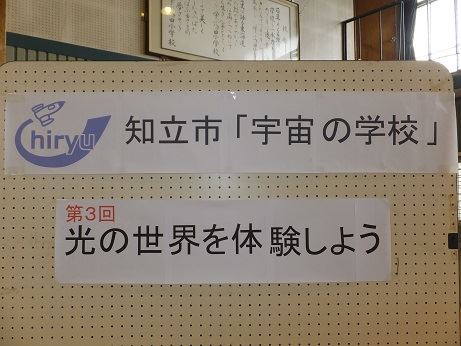 Chiryu
知立市「宇宙の学校」
第3回
光の世界を体験しよう